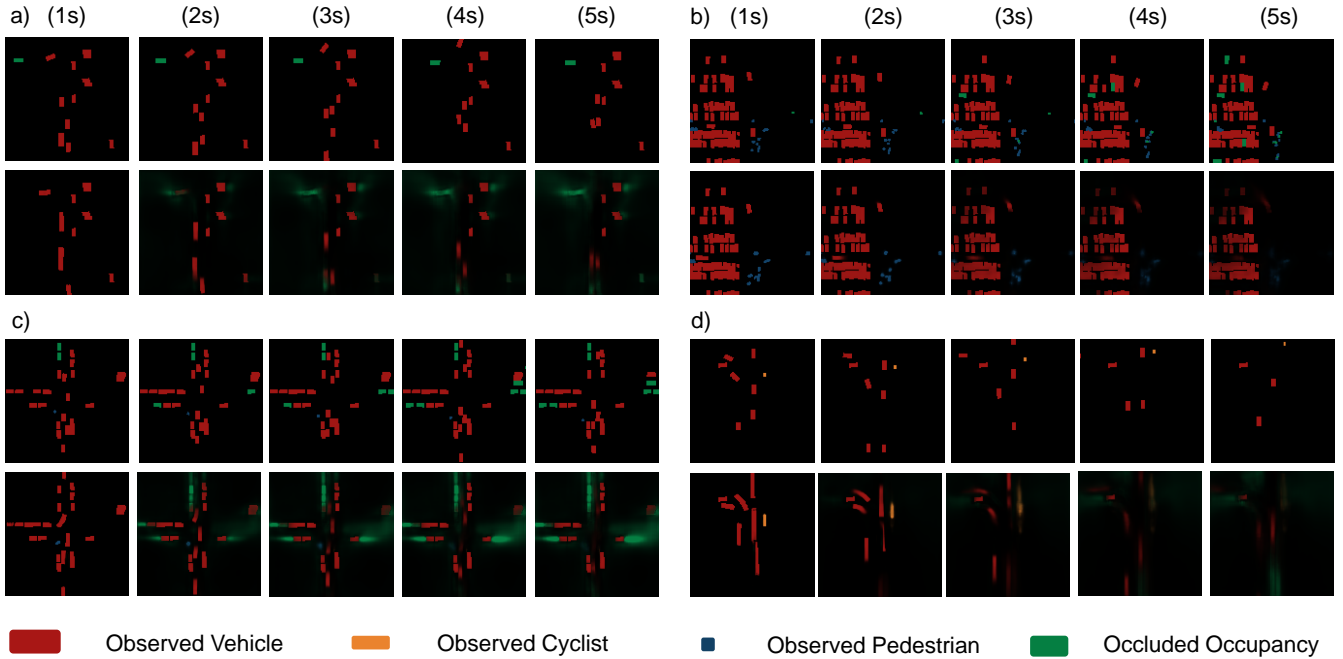 a) (1s) (2s) (3s) (4s) (5s)
b) (1s) (2s) (3s) (4s) (5s)
c)
d)
Observed Vehicle Observed Cyclist Observed Pedestrian Occluded Occupancy